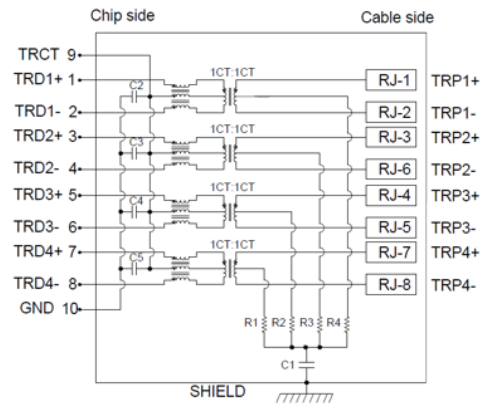 Chip side Cable side
TRCT 9
TRD1+ 1 C2 1CT:1CT RJ-1 TRP1+
TRD1- 2 RJ-2 TRP1-
TRD2+ 3 C3 1CT:1CT RJ-3 TRP2+
TRD2- 4 RJ-6 TRP2-
TRD3+ 5 C4 1CT:1CT RJ-4 TRP3+
TRD3- 6 RJ-5 TRP3-
TRD4+ 7 C5 1CT:1CT RJ-7 TRP4+
TRD4- 8 RJ-8 TRP4-
GND 10
R1 R2 R3 R4
C1
SHIELD